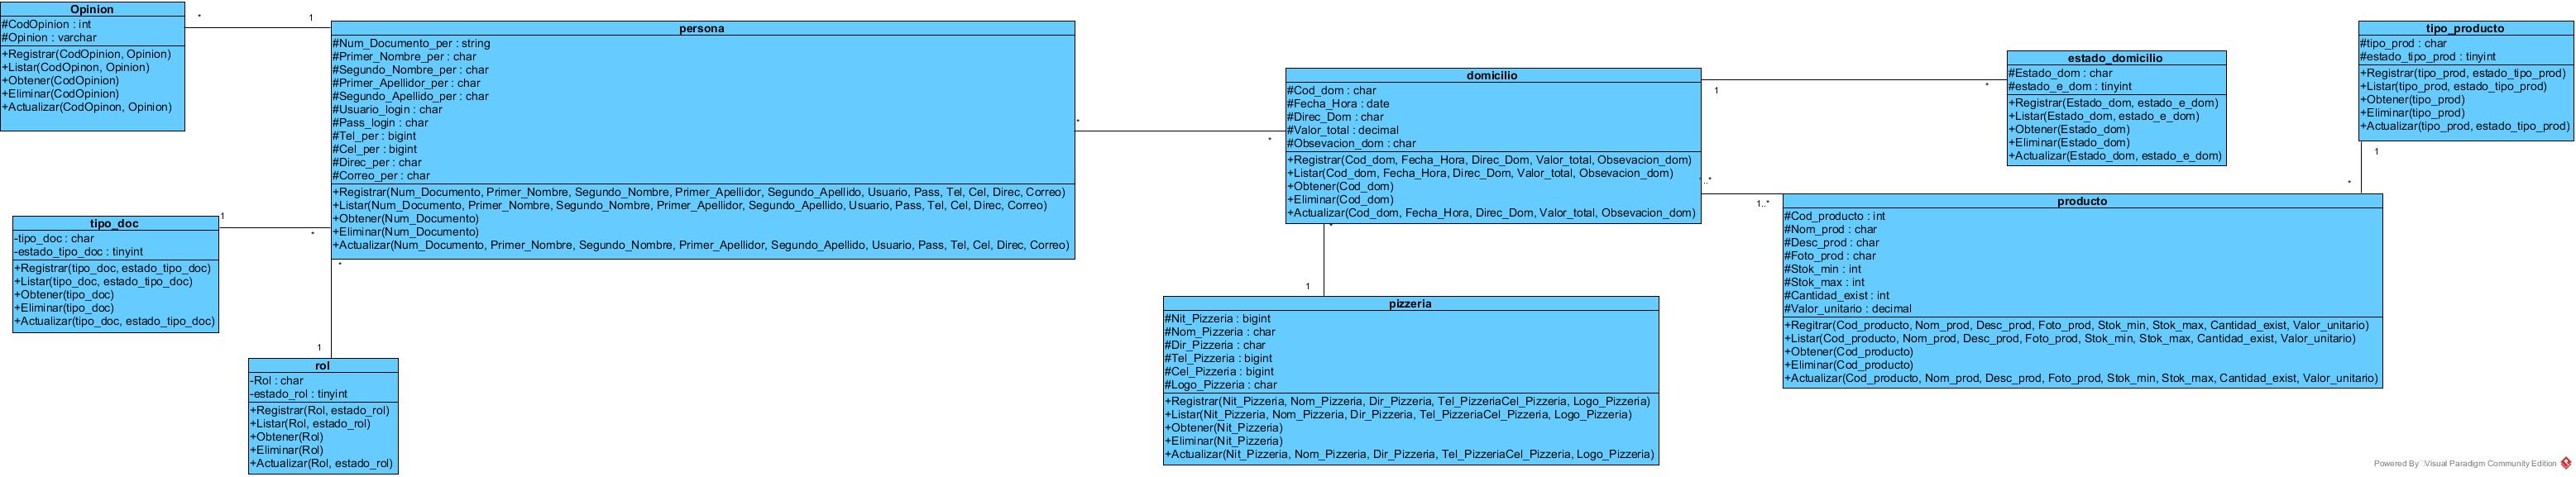 Opinion
#CodOpinion : int
#Opinion : varchar
+Registrar(CodOpinion, Opinion)
+Listar(CodOpinon, Opinion)
+Obtener(CodOpinion)
+Eliminar(CodOpinion)
+Actualizar(CodOpinon, Opinion)
*
1
persona
#Num_Documento_per : string
#Primer_Nombre_per : char
#Segundo_Nombre_per : char
#Primer_Apellidor_per : char
#Segundo_Apellido_per : char
#Usuario_login : char
#Pass_login : char
#Tel_per : bigint
#Cel_per : bigint
#Direc_per : char
#Correo_per : char
+Registrar(Num_Documento, Primer_Nombre, Segundo_Nombre, Primer_Apellidor, Segundo_Apellido, Usuario, Pass, Tel, Cel, Direc, Correo)
+Listar(Num_Documento, Primer_Nombre, Segundo_Nombre, Primer_Apellidor, Segundo_Apellido, Usuario, Pass, Tel, Cel, Direc, Correo)
+Obtener(Num_Documento)
+Eliminar(Num_Documento)
+Actualizar(Num_Documento, Primer_Nombre, Segundo_Nombre, Primer_Apellidor, Segundo_Apellido, Usuario, Pass, Tel, Cel, Direc, Correo)
1
*
tipo_doc
-tipo_doc : char
-estado_tipo_doc : tinyint
+Registrar(tipo_doc, estado_tipo_doc)
+Listar(tipo_doc, estado_tipo_doc)
+Obtener(tipo_doc)
+Eliminar(tipo_doc)
+Actualizar(tipo_doc, estado_tipo_doc)
*
1
rol
-Rol : char
-estado_rol : tinyint
+Registrar(Rol, estado_rol)
+Listar(Rol, estado_rol)
+Obtener(Rol)
+Eliminar(Rol)
+Actualizar(Rol, estado_rol)
*
*
domicilio
#Cod_dom : char
#Fecha_Hora : date
#Direc_Dom : char
#Valor_total : decimal
#Obsevacion_dom : char
+Registrar(Cod_dom, Fecha_Hora, Direc_Dom, Valor_total, Obsevacion_dom)
+Listar(Cod_dom, Fecha_Hora, Direc_Dom, Valor_total, Obsevacion_dom)
+Obtener(Cod_dom)
+Eliminar(Cod_dom)
+Actualizar(Cod_dom, Fecha_Hora, Direc_Dom, Valor_total, Obsevacion_dom)
*
1
pizzeria
#Nit_Pizzeria : bigint
#Nom_Pizzeria : char
#Dir_Pizzeria : char
#Tel_Pizzeria : bigint
#Cel_Pizzeria : bigint
#Logo_Pizzeria : char
+Registrar(Nit_Pizzeria, Nom_Pizzeria, Dir_Pizzeria, Tel_PizzeriaCel_Pizzeria, Logo_Pizzeria)
+Listar(Nit_Pizzeria, Nom_Pizzeria, Dir_Pizzeria, Tel_PizzeriaCel_Pizzeria, Logo_Pizzeria)
+Obtener(Nit_Pizzeria)
+Eliminar(Nit_Pizzeria)
+Actualizar(Nit_Pizzeria, Nom_Pizzeria, Dir_Pizzeria, Tel_PizzeriaCel_Pizzeria, Logo_Pizzeria)
1
*
estado_domicilio
#Estado_dom : char
#estado_e_dom : tinyint
+Registrar(Estado_dom, estado_e_dom)
+Listar(Estado_dom, estado_e_dom)
+Obtener(Estado_dom)
+Eliminar(Estado_dom)
+Actualizar(Estado_dom, estado_e_dom)
tipo_producto
#tipo_prod : char
#estado_tipo_prod : tinyint
+Registrar(tipo_prod, estado_tipo_prod)
+Listar(tipo_prod, estado_tipo_prod)
+Obtener(tipo_prod)
+Eliminar(tipo_prod)
+Actualizar(tipo_prod, estado_tipo_prod)
1
*
1..*
producto
#Cod_producto : int
#Nom_prod : char
#Desc_prod : char
#Foto_prod : char
#Stok_min : int
#Stok_max : int
#Cantidad_exist : int
#Valor_unitario : decimal
+Regitrar(Cod_producto, Nom_prod, Desc_prod, Foto_prod, Stok_min, Stok_max, Cantidad_exist, Valor_unitario)
+Listar(Cod_producto, Nom_prod, Desc_prod, Foto_prod, Stok_min, Stok_max, Cantidad_exist, Valor_unitario)
+Obtener(Cod_producto)
+Eliminar(Cod_producto)
+Actualizar(Cod_producto, Nom_prod, Desc_prod, Foto_prod, Stok_min, Stok_max, Cantidad_exist, Valor_unitario)
Powered By Visual Paradigm Community Edition